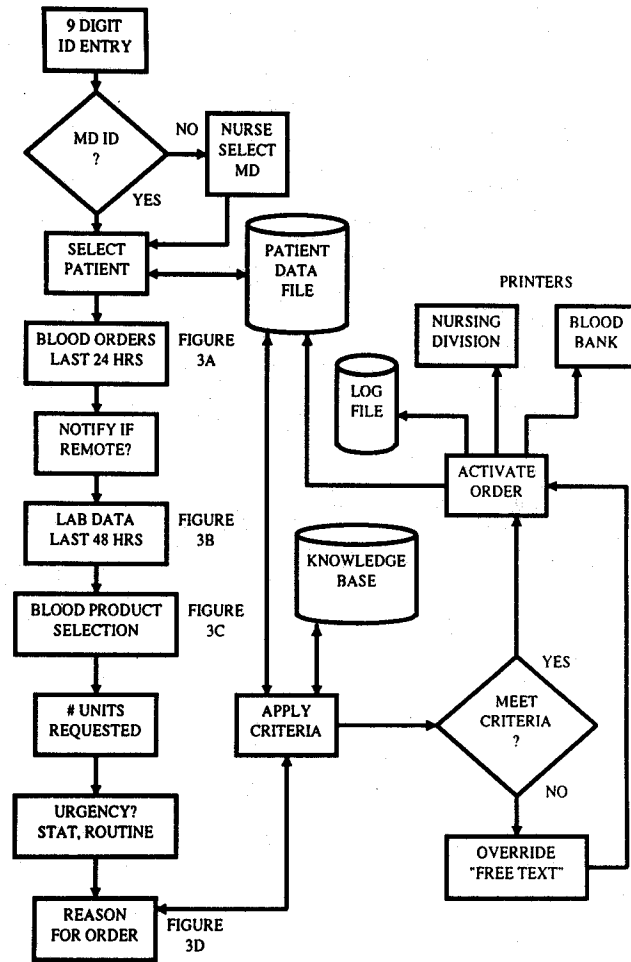 9 DIGIT
ID ENTRY
MD ID
?
NO
NURSE
SELECT
MD
YES
SELECT
PATIENT
PATIENT
DATA
FILE
BLOOD ORDERS
LAST 24 HRS
FIGURE
3A
NOTIFY IF
REMOTE?
LAB DATA
LAST 48 HRS
FIGURE
3B
BLOOD PRODUCT
SELECTION
FIGURE
3C
# UNITS
REQUESTED
URGENCY?
STAT, ROUTINE
REASON
FOR ORDER
FIGURE
3D
PRINTERS
NURSING
DIVISION
BLOOD
BANK
LOG
FILE
ACTIVATE
ORDER
KNOWLEDGE
BASE
APPLY
CRITERIA
MEET
CRITERIA
?
YES
NO
OVERRIDE
"FREE TEXT"